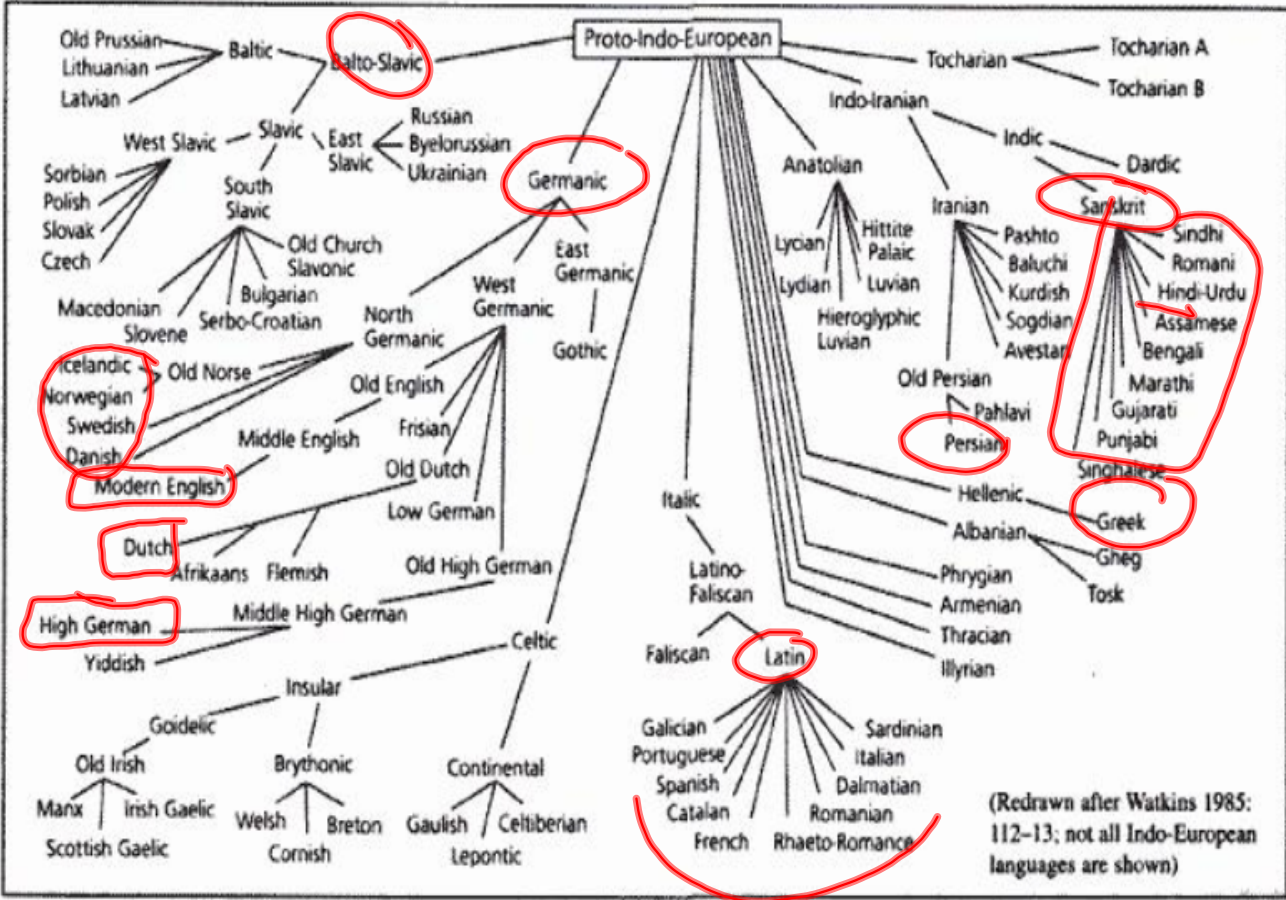 Proto-Indo-European
Old Prussian
Lithuanian
Latvian
Baltic
Balto-Slavic
Slavic
West Slavic
Sorbian
Polish
Slovak
Czech
East
Slavic
Russian
Byelorussian
Ukrainian
South
Slavic
Old Church
Slavonic
Bulgarian
Serbo-Croatian
Macedonian
Slovene
Germanic
North
Germanic
West
Germanic
East
Germanic
Gothic
Icelandic
Norwegian
Old Norse
Swedish
Danish
Old English
Middle English
Modern English
Frisian
Old Dutch
Dutch
Afrikaans
Flemish
Low German
Old High German
Middle High German
High German
Yiddish
Celtic
Insular
Goidelic
Old Irish
Manx
Irish Gaelic
Scottish Gaelic
Brythonic
Welsh
Breton
Cornish
Continental
Gaulish
Celtiberian
Lepontic
Italic
Latino-
Faliscan
Faliscan
Latin
Galician
Portuguese
Spanish
Catalan
French
Rhaeto-Romance
Romanian
Dalmatian
Italian
Sardinian
Anatolian
Lycian
Lydian
Hieroglyphic
Luvian
Luvian
Hittite
Palaic
Indo-Iranian
Iranian
Pashto
Baluchi
Kurdish
Sogdian
Avestan
Old Persian
Pahlavi
Persian
Indic
Dardic
Sanskrit
Sindhi
Romani
Hindi-Urdu
Assamese
Bengali
Marathi
Gujarati
Punjabi
Singhalese
Tocharian
Tocharian A
Tocharian B
Hellenic
Greek
Albanian
Gheg
Tosk
Phrygian
Armenian
Thracian
Illyrian
(Redrawn after Watkins 1985:
112–13; not all Indo-European
languages are shown)